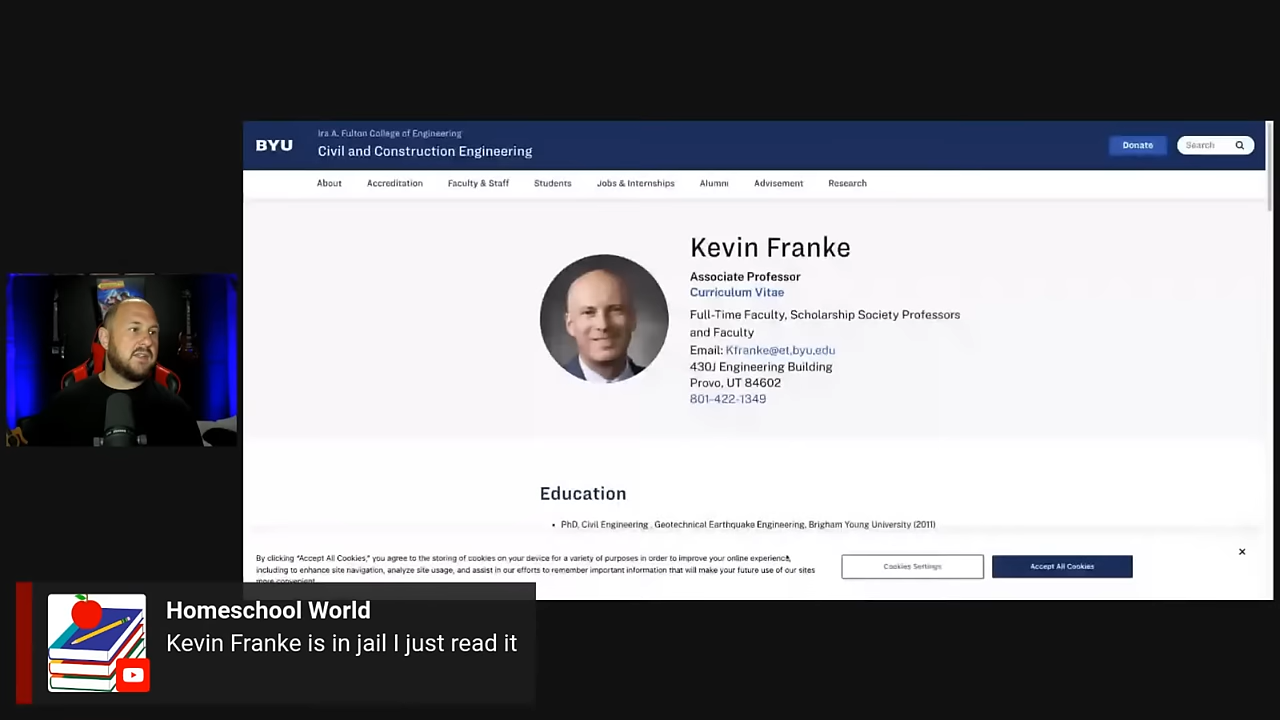 BYU
Ira A. Fulton College of Engineering
Civil and Construction Engineering
Donate
Search
About
Accreditation
Faculty & Staff
Students
Jobs & Internships
Alumni
Advisement
Research
Kevin Franke
Associate Professor
Curriculum Vitae
Full-Time Faculty, Scholarship Society Professors
and Faculty
Email: Kfranke@et.byu.edu
430J Engineering Building
Provo, UT 84602
801-422-1349
Education
• PhD, Civil Engineering , Geotechnical Earthquake Engineering, Brigham Young University (2011)
By clicking "Accept All Cookies," you agree to the storing of cookies on your device for a variety of purposes in order to improve your online experience,
including to enhance site navigation, analyze site usage, and assist in our efforts to remember important information that will make your future use of our sites
more convenient.
Cookies Settings
Accept All Cookies
Homeschool World
Kevin Franke is in jail I just read it